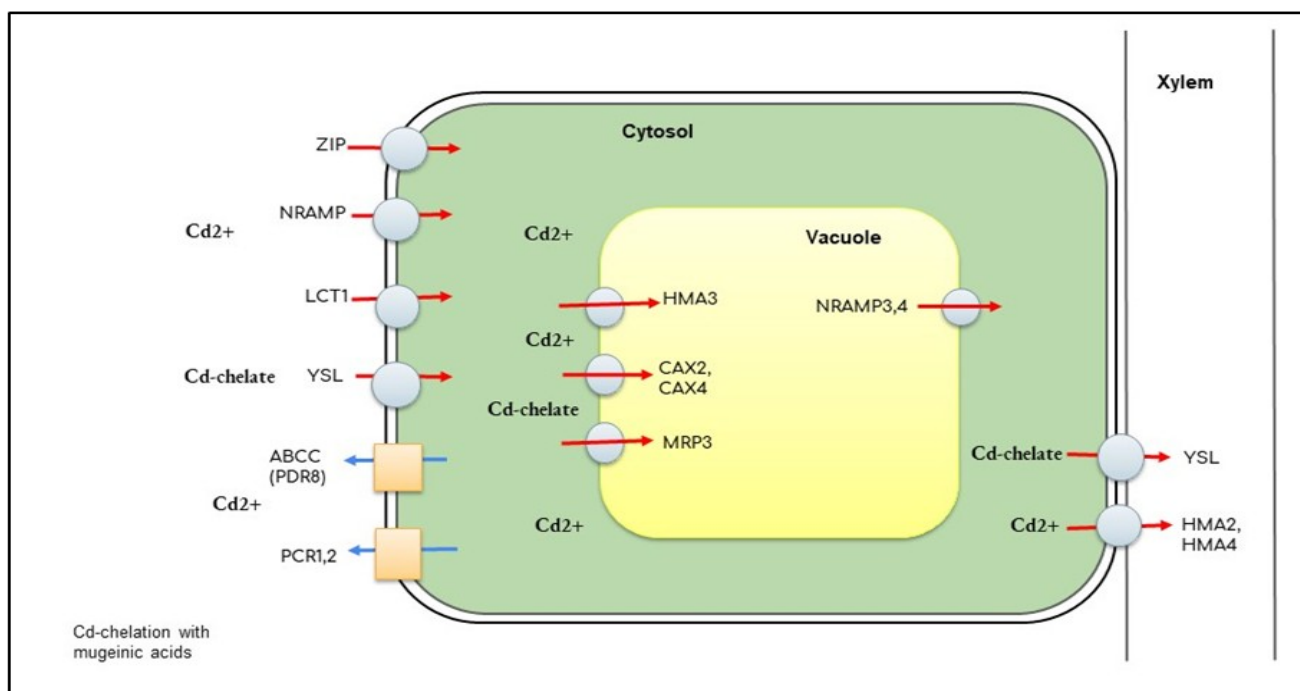 Xylem
Cytosol
ZIP
NRAMP
Cd2+
Cd2+
Vacuole
LCT1
HMA3
NRAMP3,4
Cd2+
Cd-chelate
YSL
CAX2,
CAX4
Cd-chelate
MRP3
ABCC
(PDR8)
Cd-chelate
YSL
Cd2+
Cd2+
Cd2+
HMA2,
HMA4
PCR1,2
Cd-chelation with
mugeinic acids